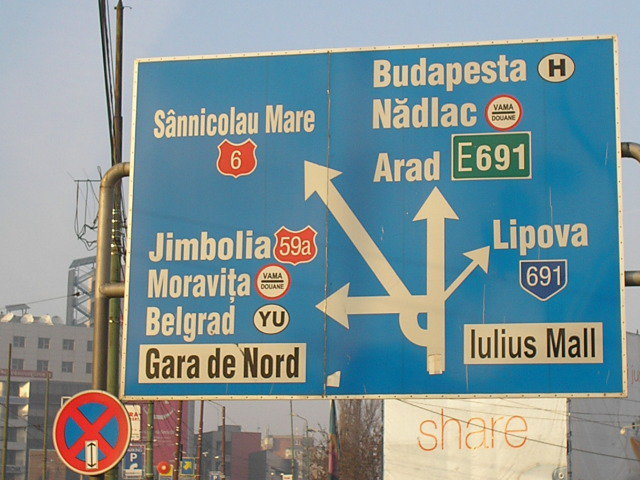 Budapesta H
Nădlac VAMA DOUANE
Sânnicolau Mare
6
Arad E691
Jimbolia 59a
Lipova
691
Moravița VAMA DOUANE
Belgrad YU
Gara de Nord
Iulius Mall
share
P